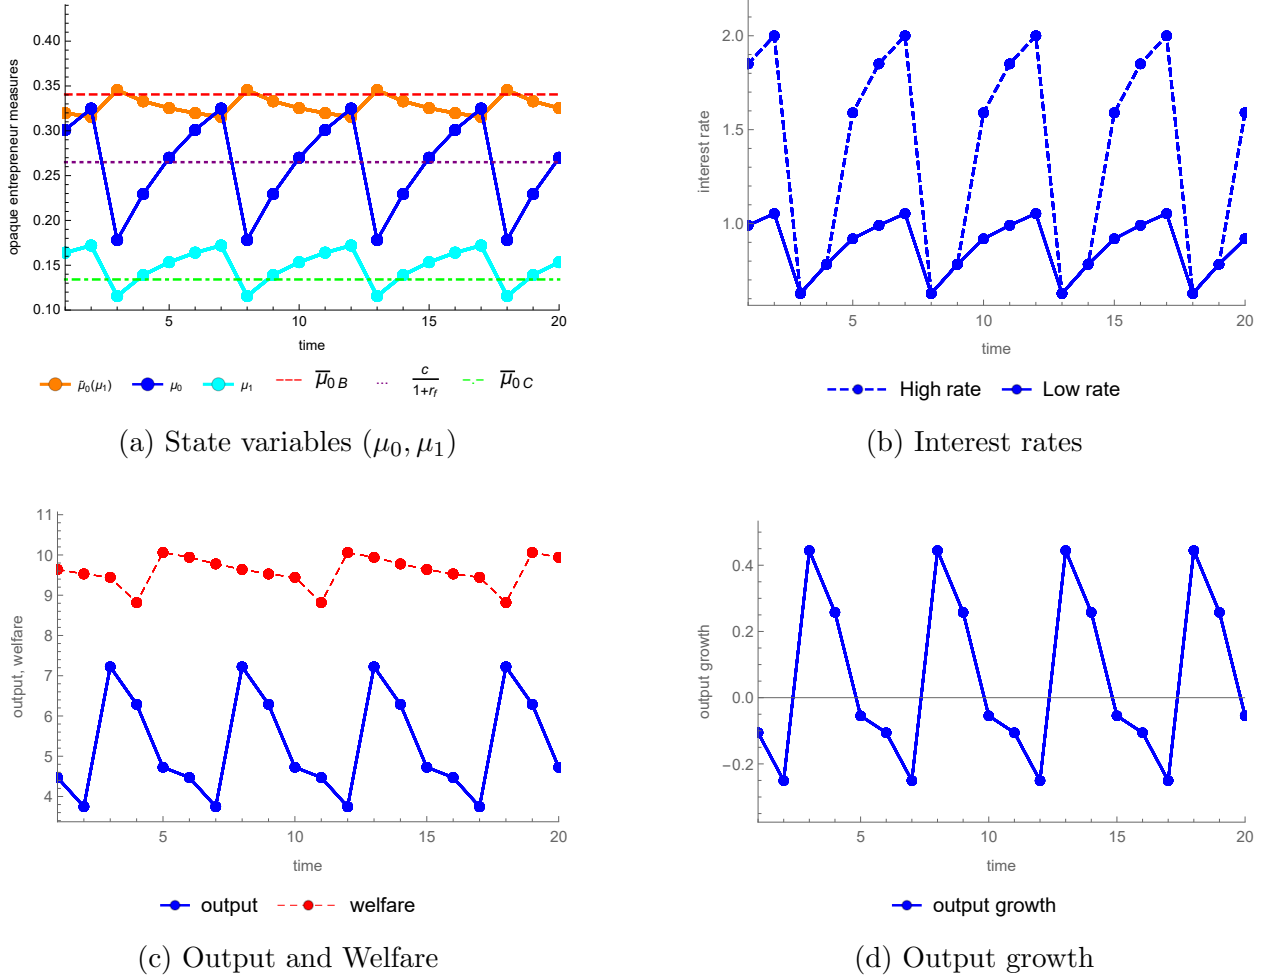 opaque entrepreneur measures
0.40
0.35
0.30
0.25
0.20
0.15
0.10
5 10 15 20
time
μ̄₀(μ₁) μ₀ μ₁ μ̄₀ B c/(1+r_f) μ̄₀ C
(a) State variables (μ₀, μ₁)
interest rate
2.0
1.5
1.0
5 10 15 20
time
High rate Low rate
(b) Interest rates
output, welfare
11
10
9
8
7
6
5
4
5 10 15 20
time
output welfare
(c) Output and Welfare
output growth
0.4
0.2
0.0
−0.2
5 10 15 20
time
output growth
(d) Output growth